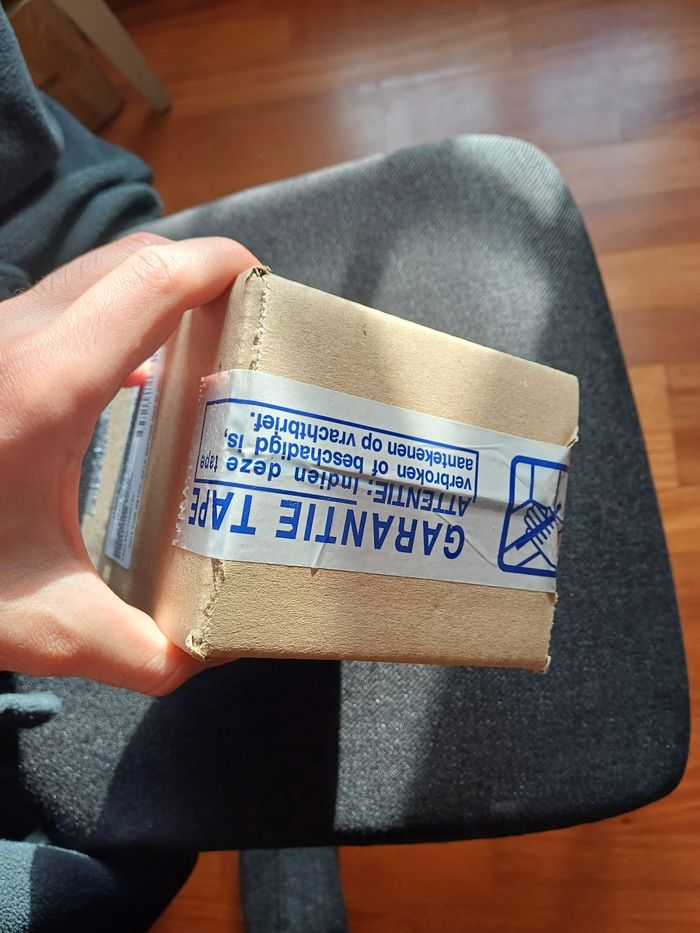 GARANTIE TAPE
ATTENTIE: Indien deze tape
verbroken of beschadigd is,
aantekenen op vrachtbrief.